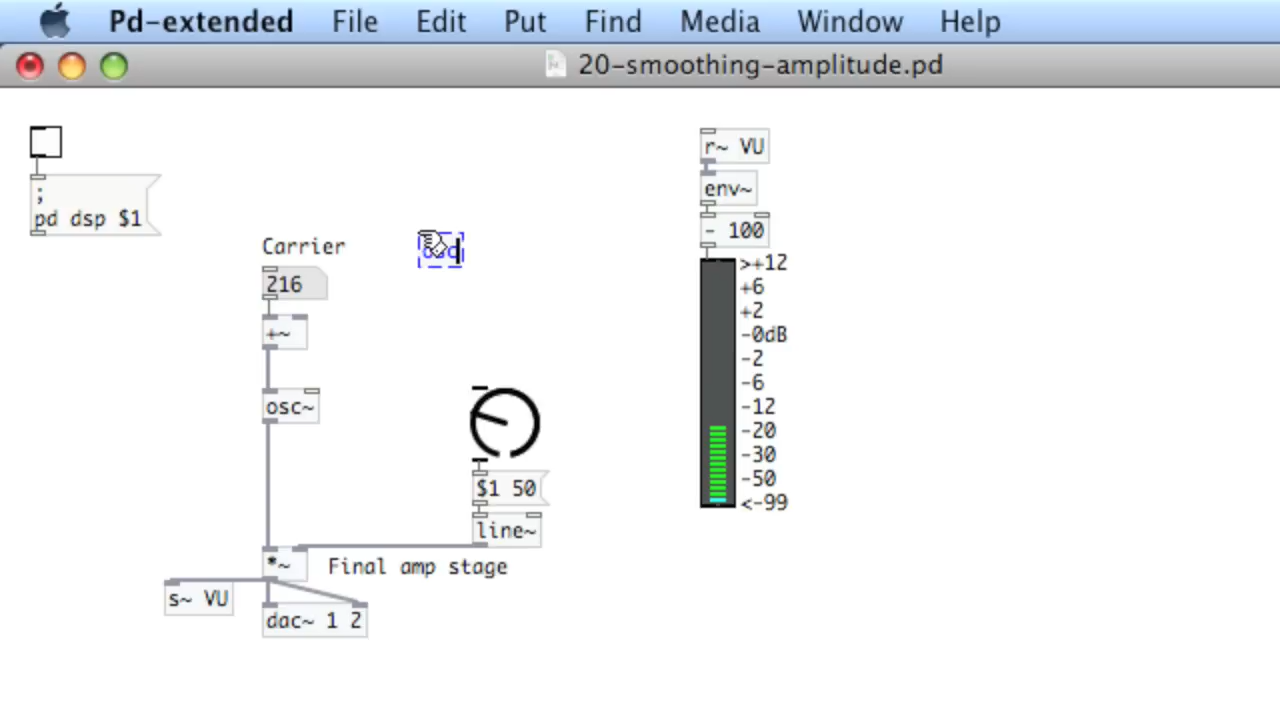 Pd-extended File Edit Put Find Media Window Help
20-smoothing-amplitude.pd
;
pd dsp $1
Carrier
216
+~
osc~
$1 50
line~
*~
Final amp stage
s~ VU
dac~ 1 2
r~ VU
env~
- 100
>+12
+6
+2
-0dB
-2
-6
-12
-20
-30
-50
<-99